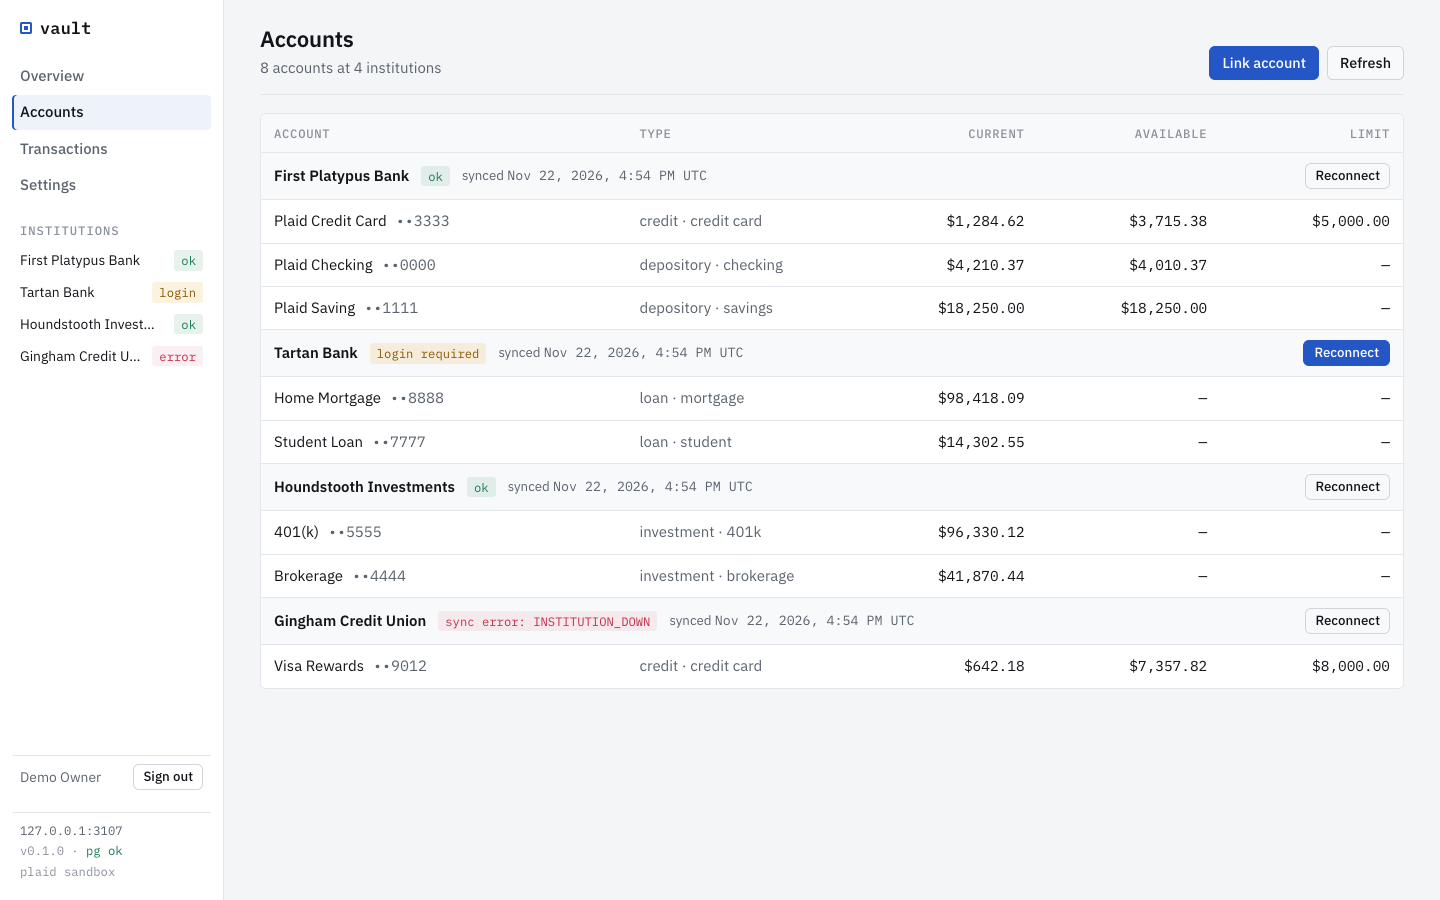 vault
Overview
Accounts
Transactions
Settings
INSTITUTIONS
First Platypus Bank ok
Tartan Bank login
Houndstooth Invest... ok
Gingham Credit U... error
Demo Owner Sign out
127.0.0.1:3107
v0.1.0 · pg ok
plaid sandbox
Accounts
8 accounts at 4 institutions
Link account Refresh
ACCOUNT TYPE CURRENT AVAILABLE LIMIT
First Platypus Bank ok synced Nov 22, 2026, 4:54 PM UTC Reconnect
Plaid Credit Card ••3333 credit · credit card $1,284.62 $3,715.38 $5,000.00
Plaid Checking ••0000 depository · checking $4,210.37 $4,010.37 —
Plaid Saving ••1111 depository · savings $18,250.00 $18,250.00 —
Tartan Bank login required synced Nov 22, 2026, 4:54 PM UTC Reconnect
Home Mortgage ••8888 loan · mortgage $98,418.09 — —
Student Loan ••7777 loan · student $14,302.55 — —
Houndstooth Investments ok synced Nov 22, 2026, 4:54 PM UTC Reconnect
401(k) ••5555 investment · 401k $96,330.12 — —
Brokerage ••4444 investment · brokerage $41,870.44 — —
Gingham Credit Union sync error: INSTITUTION_DOWN synced Nov 22, 2026, 4:54 PM UTC Reconnect
Visa Rewards ••9012 credit · credit card $642.18 $7,357.82 $8,000.00